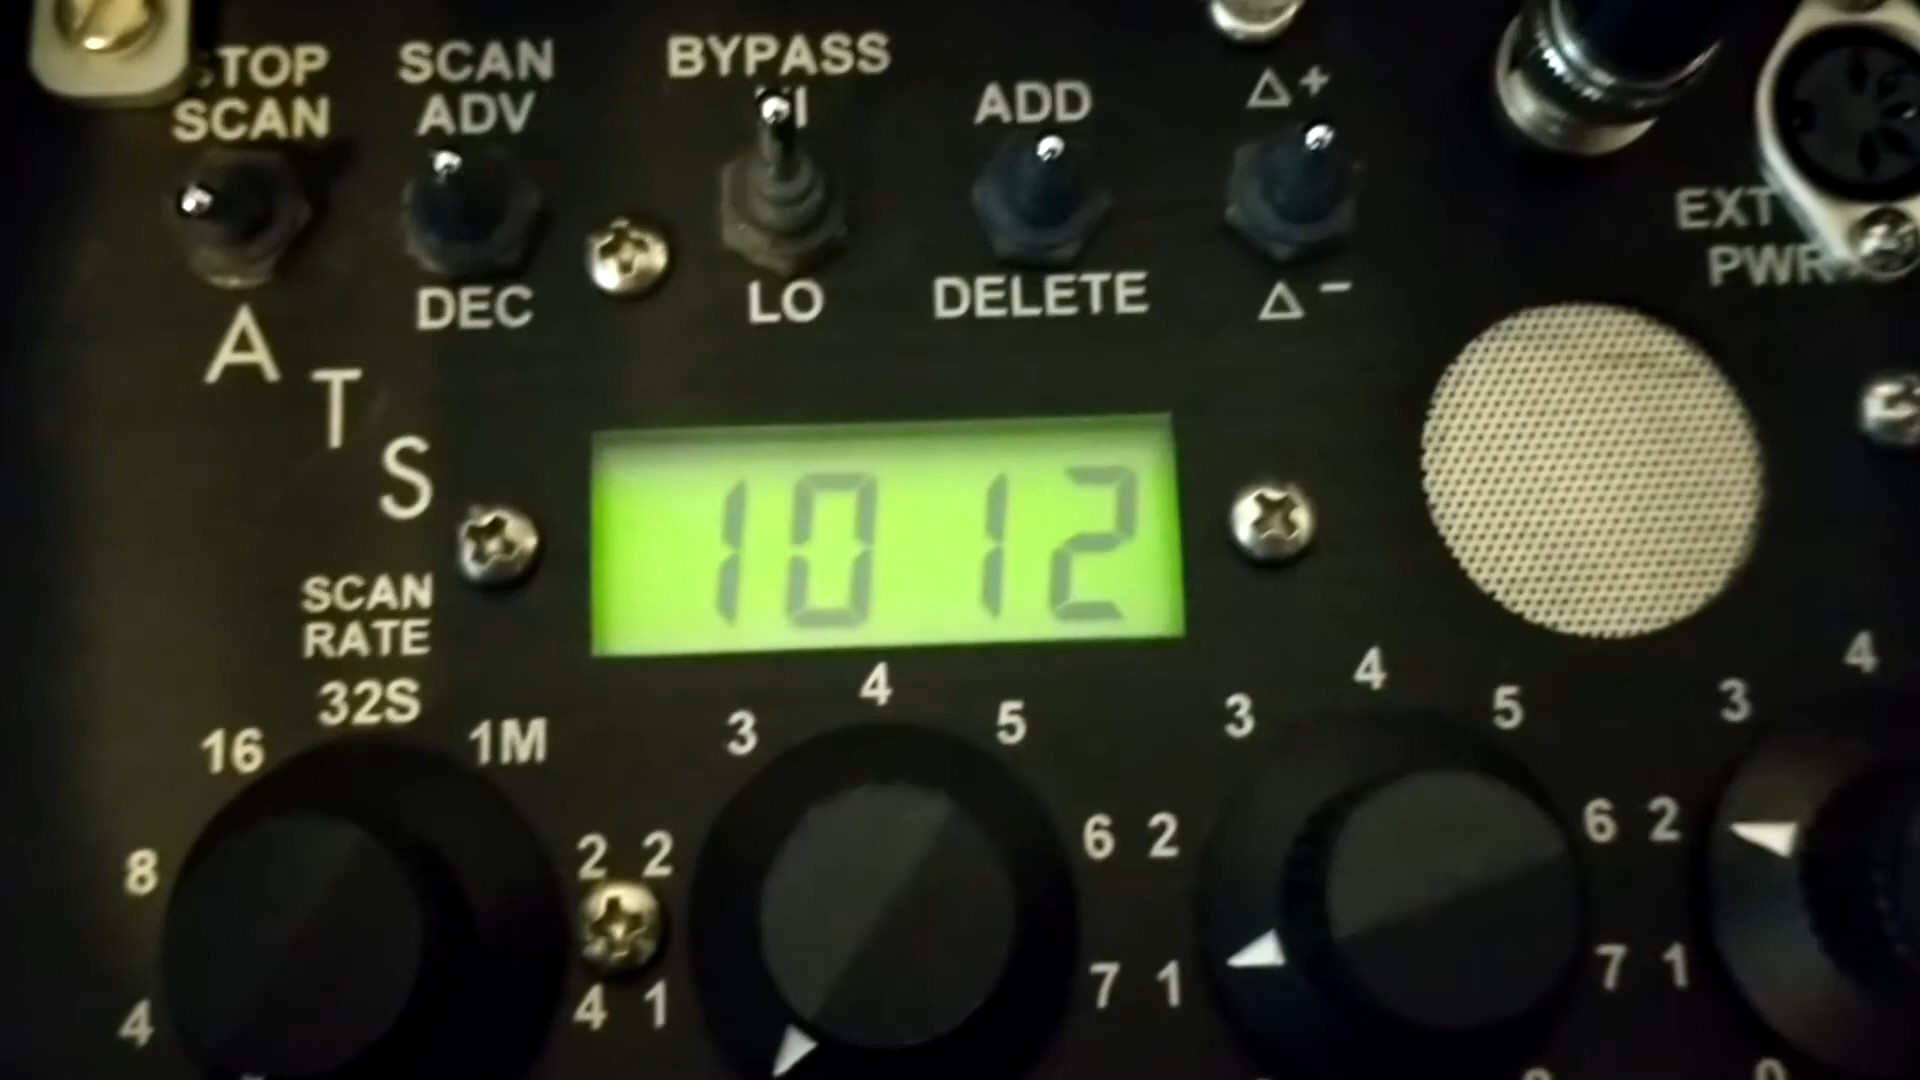 STOP
SCAN
SCAN
ADV
DEC
BYPASS
LO
ADD
DELETE
Δ+
Δ-
EXT
PWR
ATS
1012
SCAN
RATE
32S
16
1M
8
2
4
4
3
4
5
2
6
1
7
3
4
5
2
6
1
7
3
4
2
1